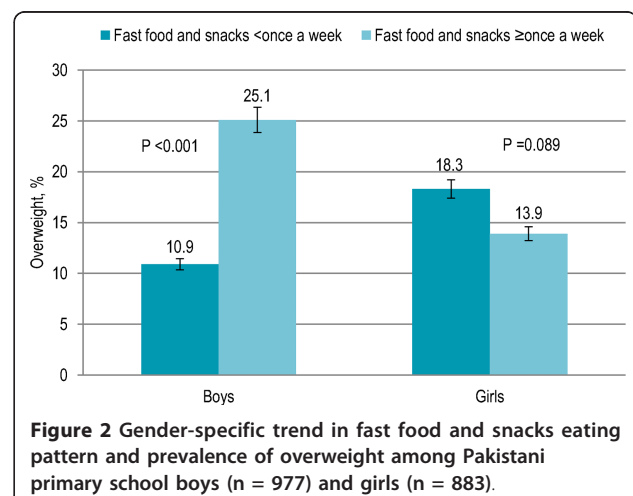 Fast food and snacks <once a week Fast food and snacks ≥once a week
30
25.1
25
P <0.001 P =0.089
20
18.3
15
13.9
10.9
10
5
0
Overweight, %
Boys Girls
Figure 2 Gender-specific trend in fast food and snacks eating
pattern and prevalence of overweight among Pakistani
primary school boys (n = 977) and girls (n = 883).